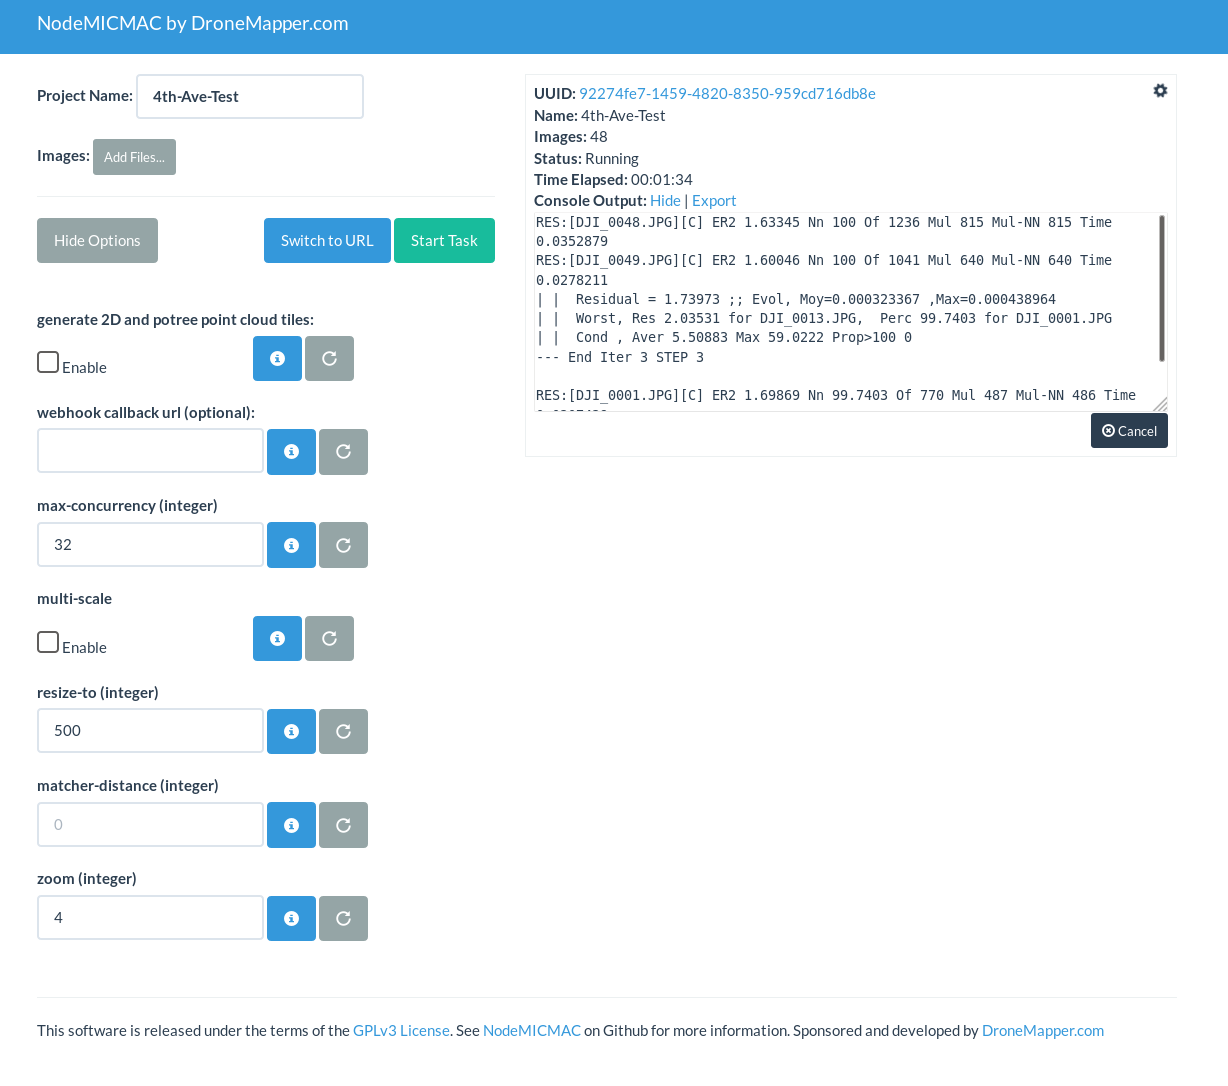 NodeMICMAC by DroneMapper.com
Project Name: 4th-Ave-Test
Images: Add Files...
Hide Options Switch to URL Start Task
generate 2D and potree point cloud tiles:
Enable
webhook callback url (optional):
max-concurrency (integer)
32
multi-scale
Enable
resize-to (integer)
500
matcher-distance (integer)
0
zoom (integer)
4
UUID: 92274fe7-1459-4820-8350-959cd716db8e
Name: 4th-Ave-Test
Images: 48
Status: Running
Time Elapsed: 00:01:34
Console Output: Hide | Export
RES:[DJI_0048.JPG][C] ER2 1.63345 Nn 100 Of 1236 Mul 815 Mul-NN 815 Time
0.0352879
RES:[DJI_0049.JPG][C] ER2 1.60046 Nn 100 Of 1041 Mul 640 Mul-NN 640 Time
0.0278211
| |  Residual = 1.73973 ;; Evol, Moy=0.000323367 ,Max=0.000438964
| |  Worst, Res 2.03531 for DJI_0013.JPG,  Perc 99.7403 for DJI_0001.JPG
| |  Cond , Aver 5.50883 Max 59.0222 Prop>100 0
--- End Iter 3 STEP 3
RES:[DJI_0001.JPG][C] ER2 1.69869 Nn 99.7403 Of 770 Mul 487 Mul-NN 486 Time
Cancel
This software is released under the terms of the GPLv3 License. See NodeMICMAC on Github for more information. Sponsored and developed by DroneMapper.com